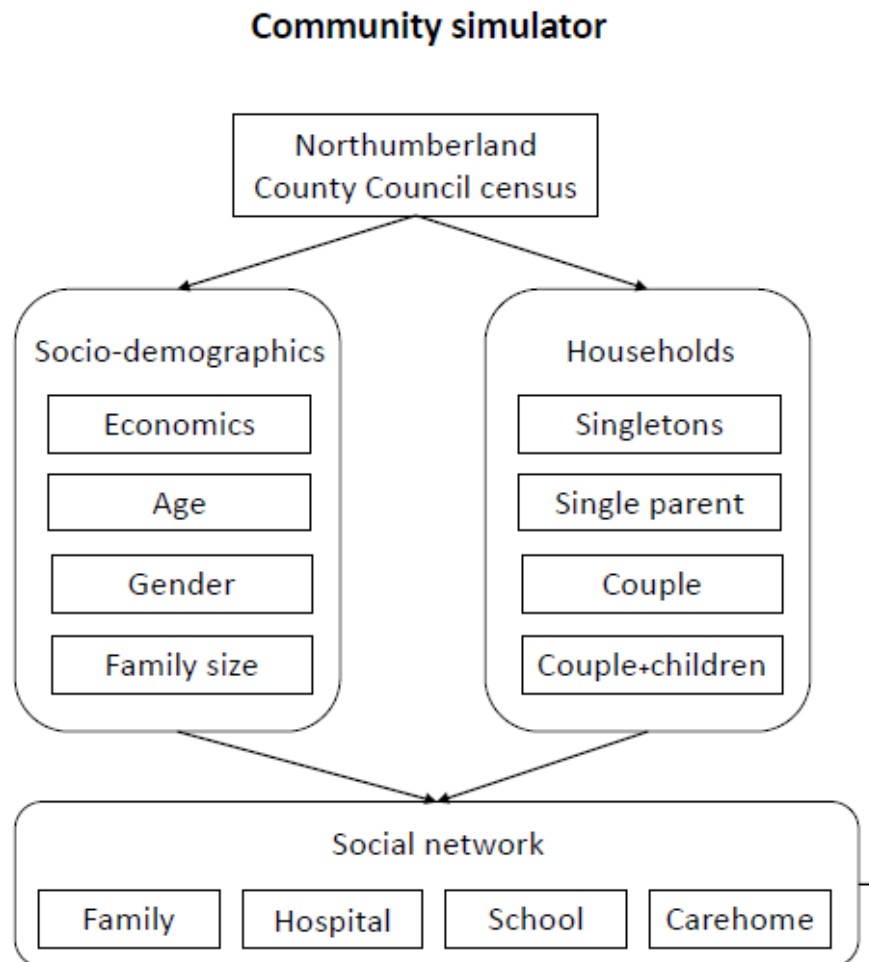 Community simulator
Northumberland
County Council census
Socio-demographics
Economics
Age
Gender
Family size
Households
Singletons
Single parent
Couple
Couple+children
Social network
Family
Hospital
School
Carehome